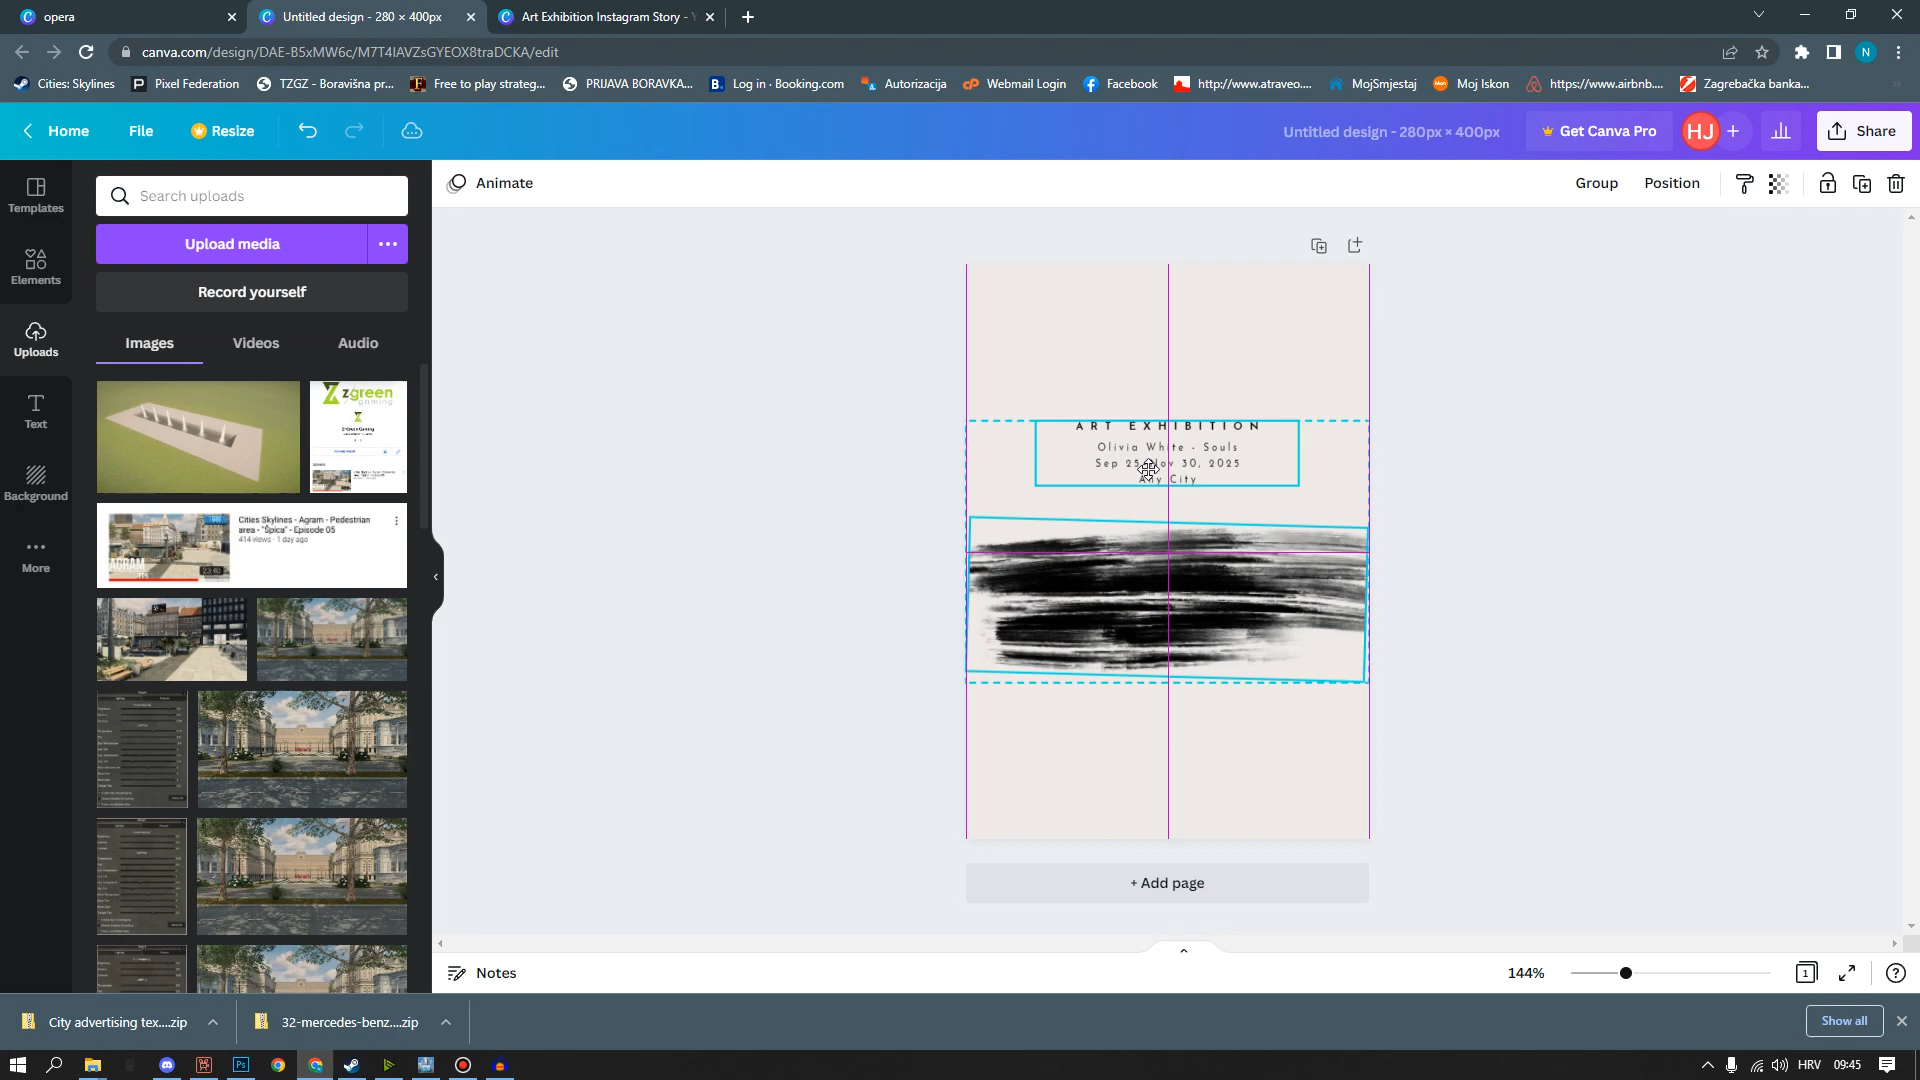 opera
Untitled design - 280 × 400px
Art Exhibition Instagram Story -
canva.com/design/DAE-B5xMW6c/M7T4IAVZsGYEOX8traDCKA/edit
Cities: Skylines
Pixel Federation
TZGZ - Boravišna pr...
Free to play strateg...
PRIJAVA BORAVKA...
Log in · Booking.com
Autorizacija
Webmail Login
Facebook
http://www.atraveo....
MojSmjestaj
Moj Iskon
https://www.airbnb....
Zagrebačka banka...
Home
File
Resize
Untitled design - 280px × 400px
Get Canva Pro
HJ
Share
Templates
Elements
Uploads
Text
Background
More
Search uploads
Upload media
Record yourself
Images
Videos
Audio
zgreen
gaming
Cities Skylines - Agram - Pedestrian
area - "Špica" - Episode 05
414 views · 1 day ago
AGRAM
23:40
Animate
Group
Position
ART EXHIBITION
Olivia White - Souls
Sep 25 Nov 30, 2025
Any City
+ Add page
Notes
144%
1
City advertising tex....zip
32-mercedes-benz....zip
Show all
HRV
09:45